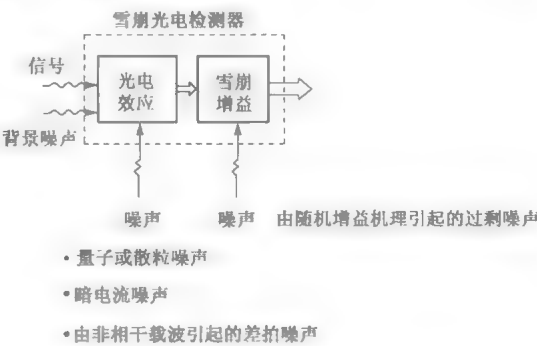 雪崩光电检测器
信号
光电
效应
雪崩
增益
背景噪声
噪声
噪声
由随机增益机理引起的过剩噪声
•量子或散粒噪声
•暗电流噪声
•由非相干载波引起的差拍噪声